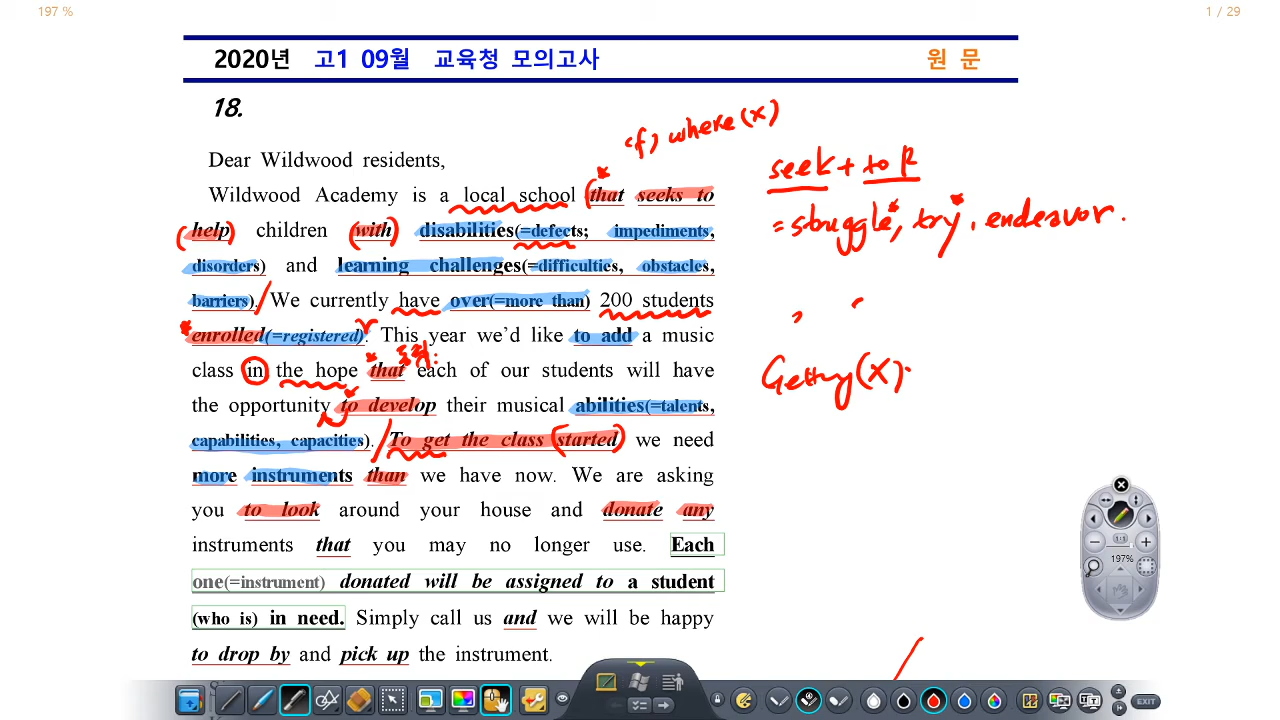 197 %
1 / 29
2020년 고1 09월 교육청 모의고사 원 문
18.
cf) where(x)
Dear Wildwood residents,
seek + to R
Wildwood Academy is a local school that seeks to
= struggle, try, endeavor.
help children with disabilities(=defects; impediments,
disorders) and learning challenges(=difficulties, obstacles,
barriers). We currently have over(=more than) 200 students
enrolled(=registered). This year we'd like to add a music
동격:
class in the hope that each of our students will have
Getting(X)
the opportunity to develop their musical abilities(=talents,
capabilities, capacities). To get the class started we need
more instruments than we have now. We are asking
you to look around your house and donate any
instruments that you may no longer use. Each
one(=instrument) donated will be assigned to a student
(who is) in need. Simply call us and we will be happy
to drop by and pick up the instrument.
1:1
197%
EXIT